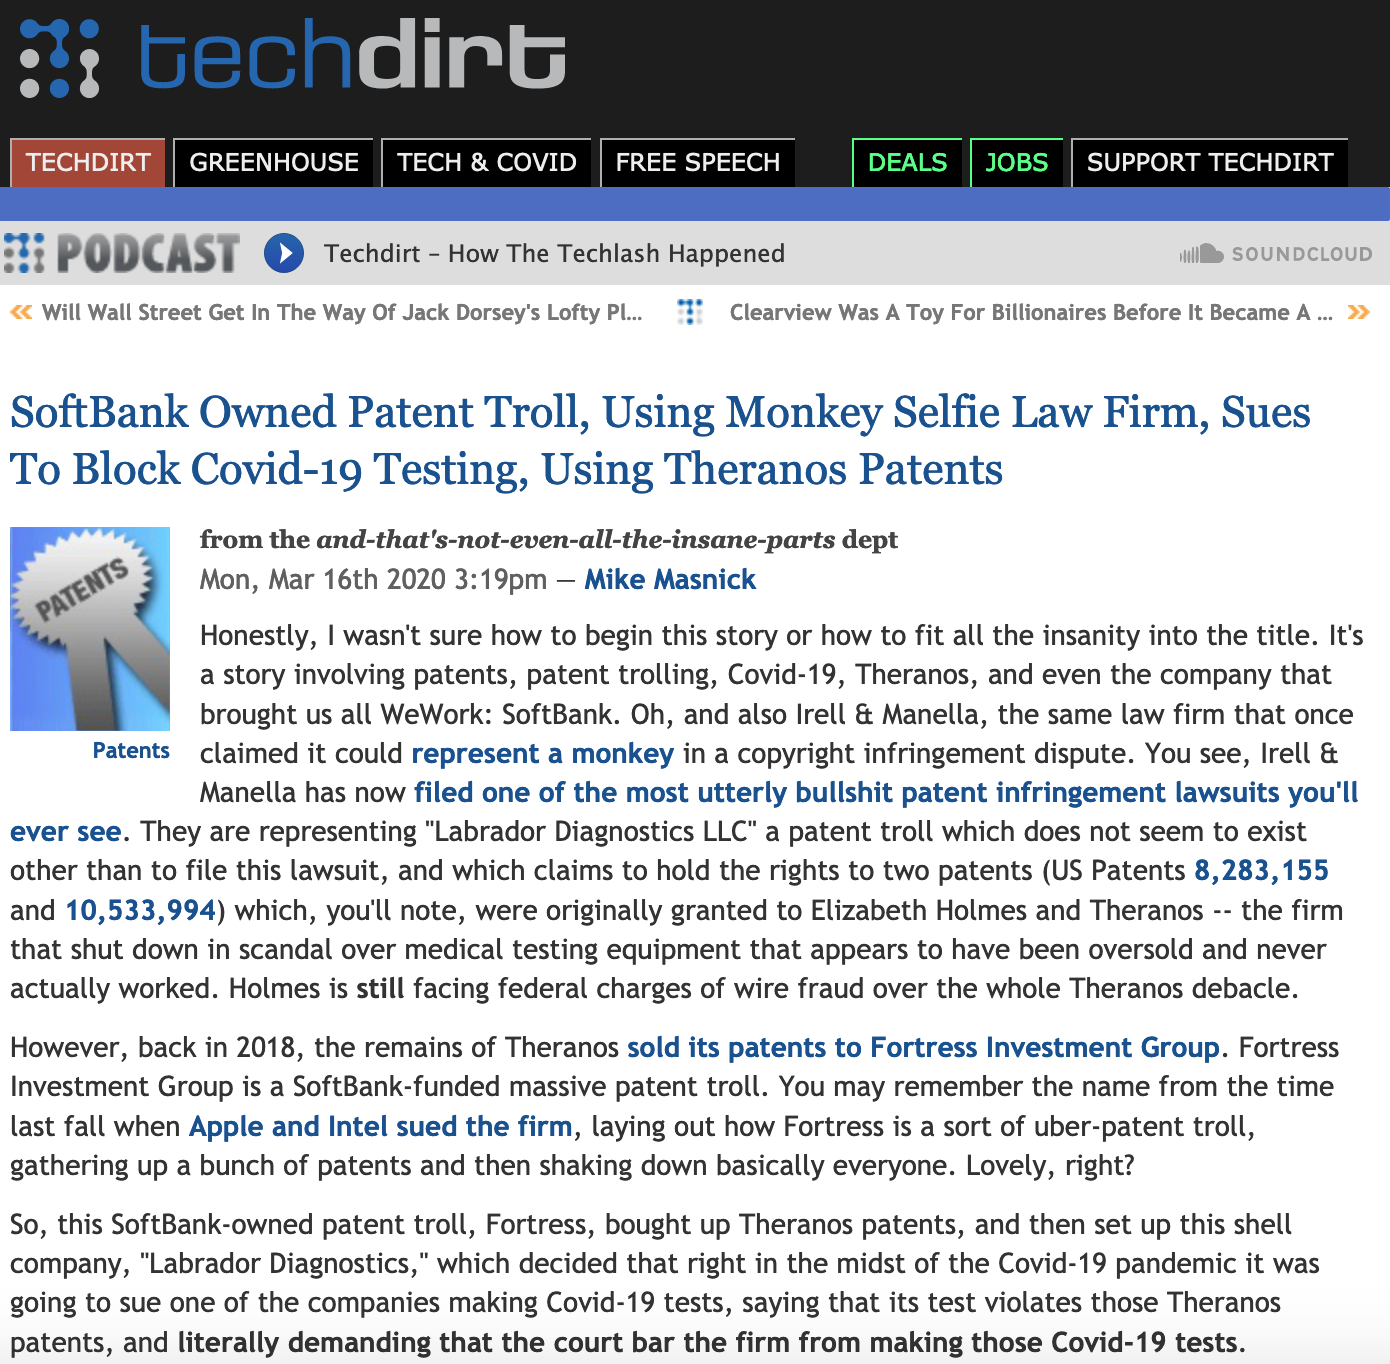 techdirt
TECHDIRT GREENHOUSE TECH & COVID FREE SPEECH DEALS JOBS SUPPORT TECHDIRT
PODCAST Techdirt – How The Techlash Happened SOUNDCLOUD
« Will Wall Street Get In The Way Of Jack Dorsey's Lofty Pl... Clearview Was A Toy For Billionaires Before It Became A ... »
SoftBank Owned Patent Troll, Using Monkey Selfie Law Firm, Sues
To Block Covid-19 Testing, Using Theranos Patents
PATENTS
Patents
from the and-that's-not-even-all-the-insane-parts dept
Mon, Mar 16th 2020 3:19pm — Mike Masnick
Honestly, I wasn't sure how to begin this story or how to fit all the insanity into the title. It's
a story involving patents, patent trolling, Covid-19, Theranos, and even the company that
brought us all WeWork: SoftBank. Oh, and also Irell & Manella, the same law firm that once
claimed it could represent a monkey in a copyright infringement dispute. You see, Irell &
Manella has now filed one of the most utterly bullshit patent infringement lawsuits you'll
ever see. They are representing "Labrador Diagnostics LLC" a patent troll which does not seem to exist
other than to file this lawsuit, and which claims to hold the rights to two patents (US Patents 8,283,155
and 10,533,994) which, you'll note, were originally granted to Elizabeth Holmes and Theranos -- the firm
that shut down in scandal over medical testing equipment that appears to have been oversold and never
actually worked. Holmes is still facing federal charges of wire fraud over the whole Theranos debacle.
However, back in 2018, the remains of Theranos sold its patents to Fortress Investment Group. Fortress
Investment Group is a SoftBank-funded massive patent troll. You may remember the name from the time
last fall when Apple and Intel sued the firm, laying out how Fortress is a sort of uber-patent troll,
gathering up a bunch of patents and then shaking down basically everyone. Lovely, right?
So, this SoftBank-owned patent troll, Fortress, bought up Theranos patents, and then set up this shell
company, "Labrador Diagnostics," which decided that right in the midst of the Covid-19 pandemic it was
going to sue one of the companies making Covid-19 tests, saying that its test violates those Theranos
patents, and literally demanding that the court bar the firm from making those Covid-19 tests.